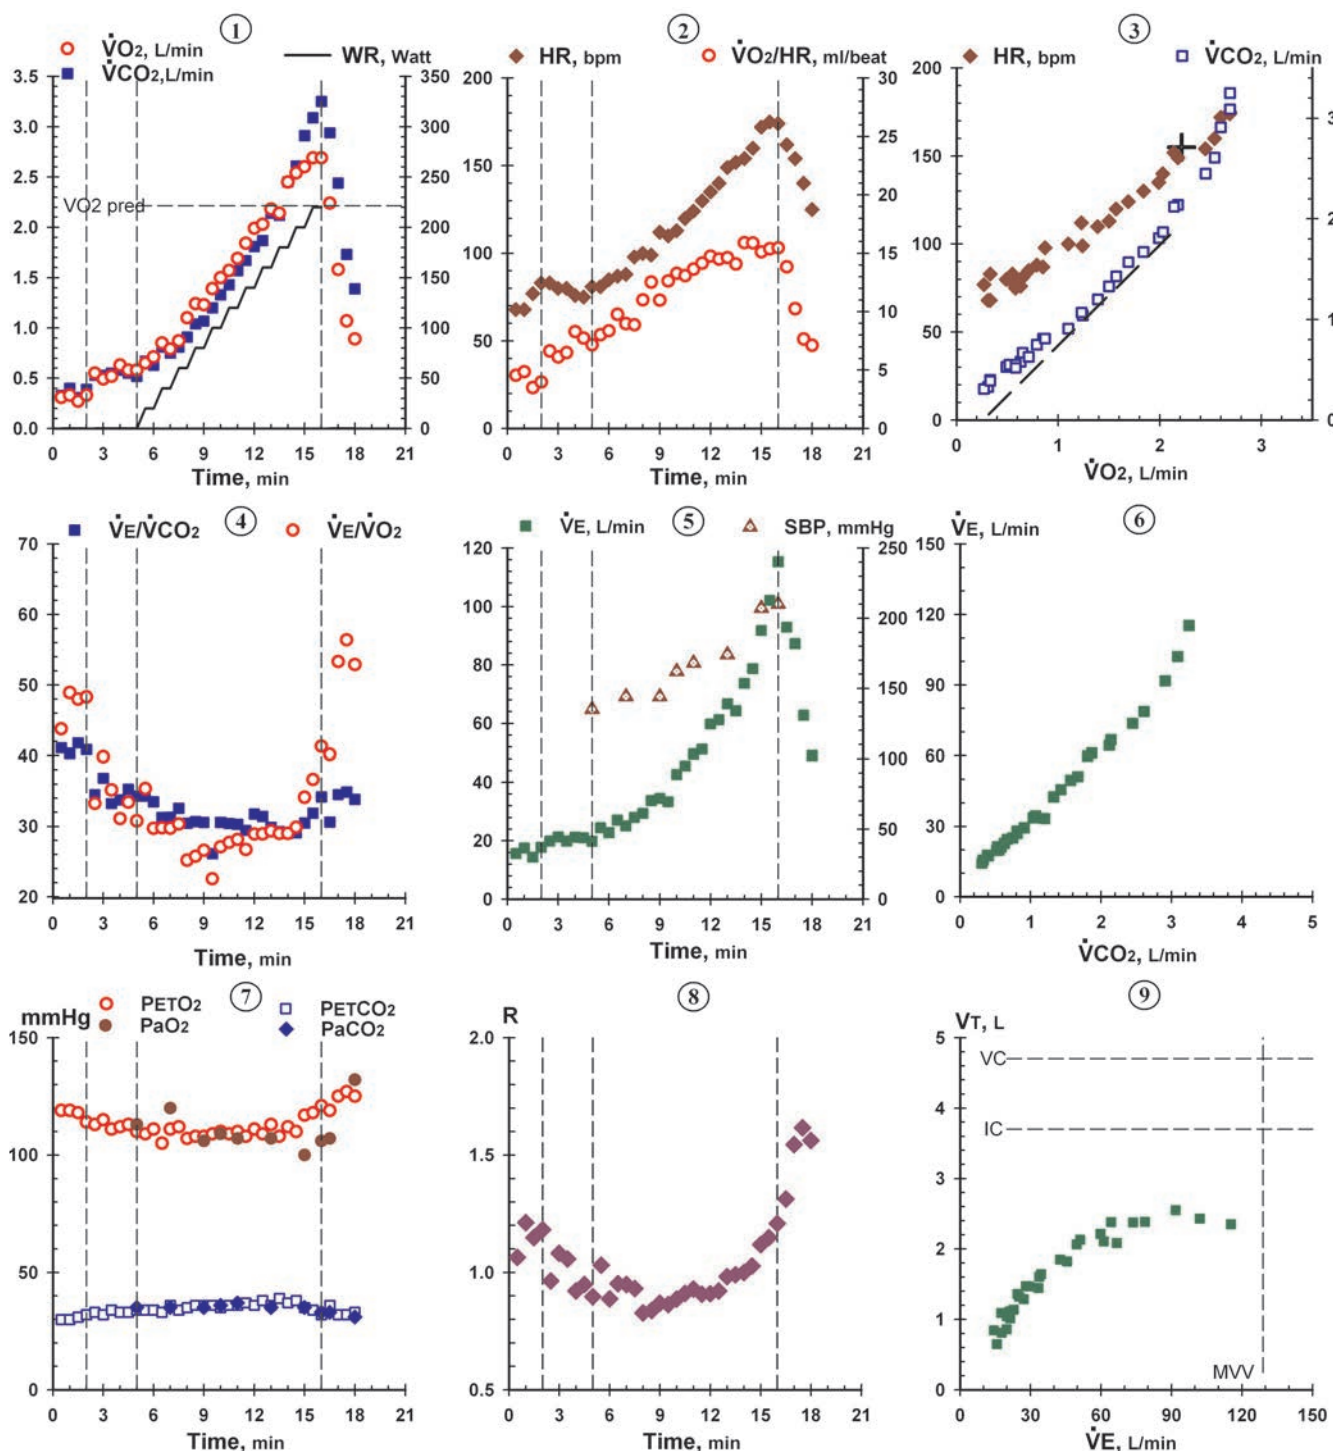 1
V̇O2, L/min
V̇CO2,L/min
WR, Watt
3.5
3.0
2.5
2.0
1.5
1.0
0.5
0.0
350
300
250
200
150
100
50
0
VO2 pred
0 3 6 9 12 15 18 21
Time, min
2
HR, bpm
V̇O2/HR, ml/beat
200
150
100
50
0
30
25
20
15
10
5
0
0 3 6 9 12 15 18 21
Time, min
3
HR, bpm
V̇CO2, L/min
200
150
100
50
0
3
2
1
0
0 1 2 3
V̇O2, L/min
4
V̇E/V̇CO2
V̇E/V̇O2
70
60
50
40
30
20
0 3 6 9 12 15 18 21
Time, min
5
V̇E, L/min
SBP, mmHg
120
100
80
60
40
20
0
250
200
150
100
50
0
0 3 6 9 12 15 18 21
Time, min
6
V̇E, L/min
150
120
90
60
30
0
0 1 2 3 4 5
V̇CO2, L/min
7
mmHg
PETO2
PaO2
PETCO2
PaCO2
150
100
50
0
0 3 6 9 12 15 18 21
Time, min
8
R
2.0
1.5
1.0
0.5
0 3 6 9 12 15 18 21
Time, min
9
VT, L
5
4
3
2
1
0
VC
IC
MVV
0 30 60 90 120 150
V̇E, L/min